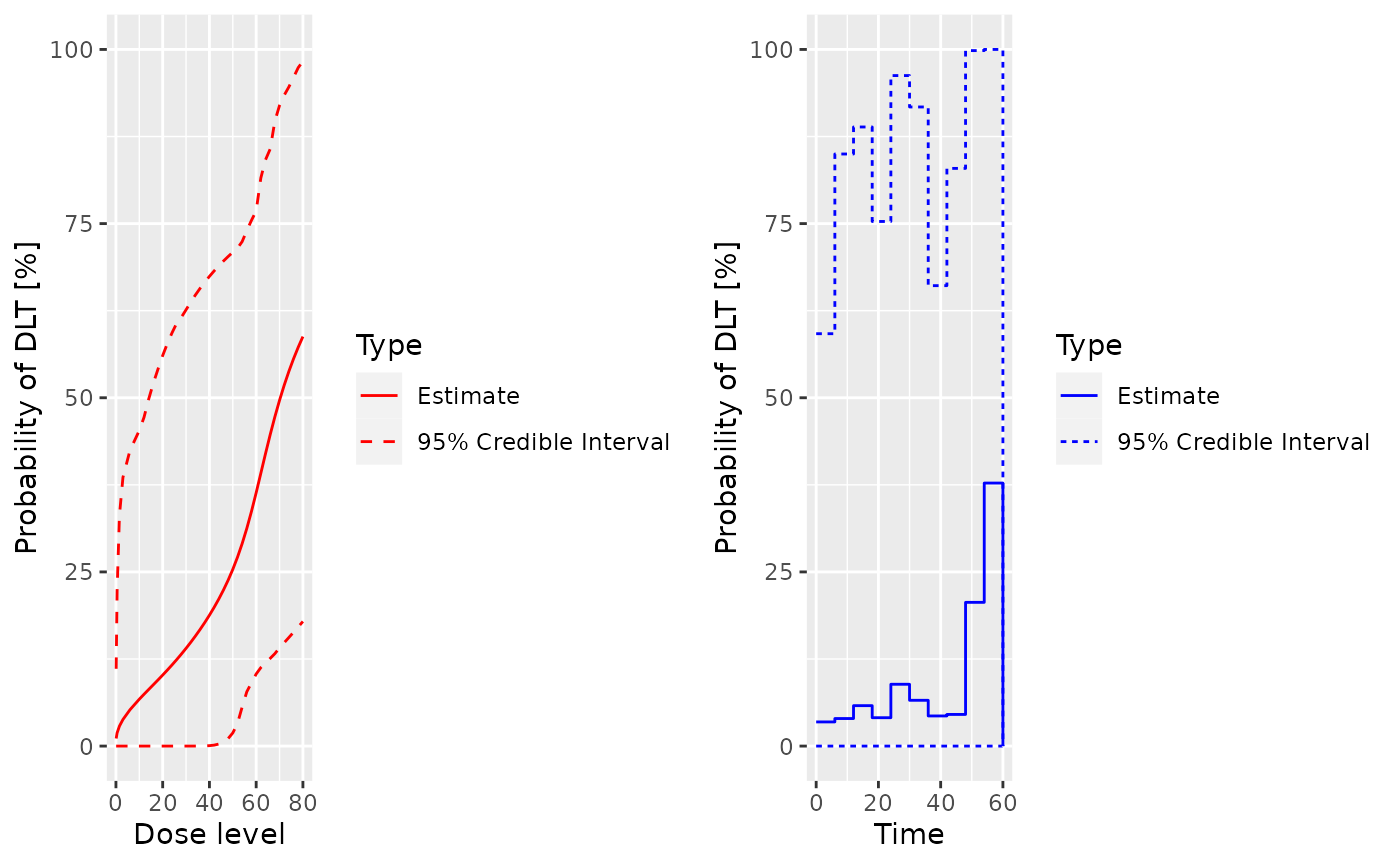 Probability of DLT [%]
100
75
50
25
0
0 20 40 60 80
Dose level
Type
Estimate
95% Credible Interval
Probability of DLT [%]
100
75
50
25
0
0 20 40 60
Time
Type
Estimate
95% Credible Interval